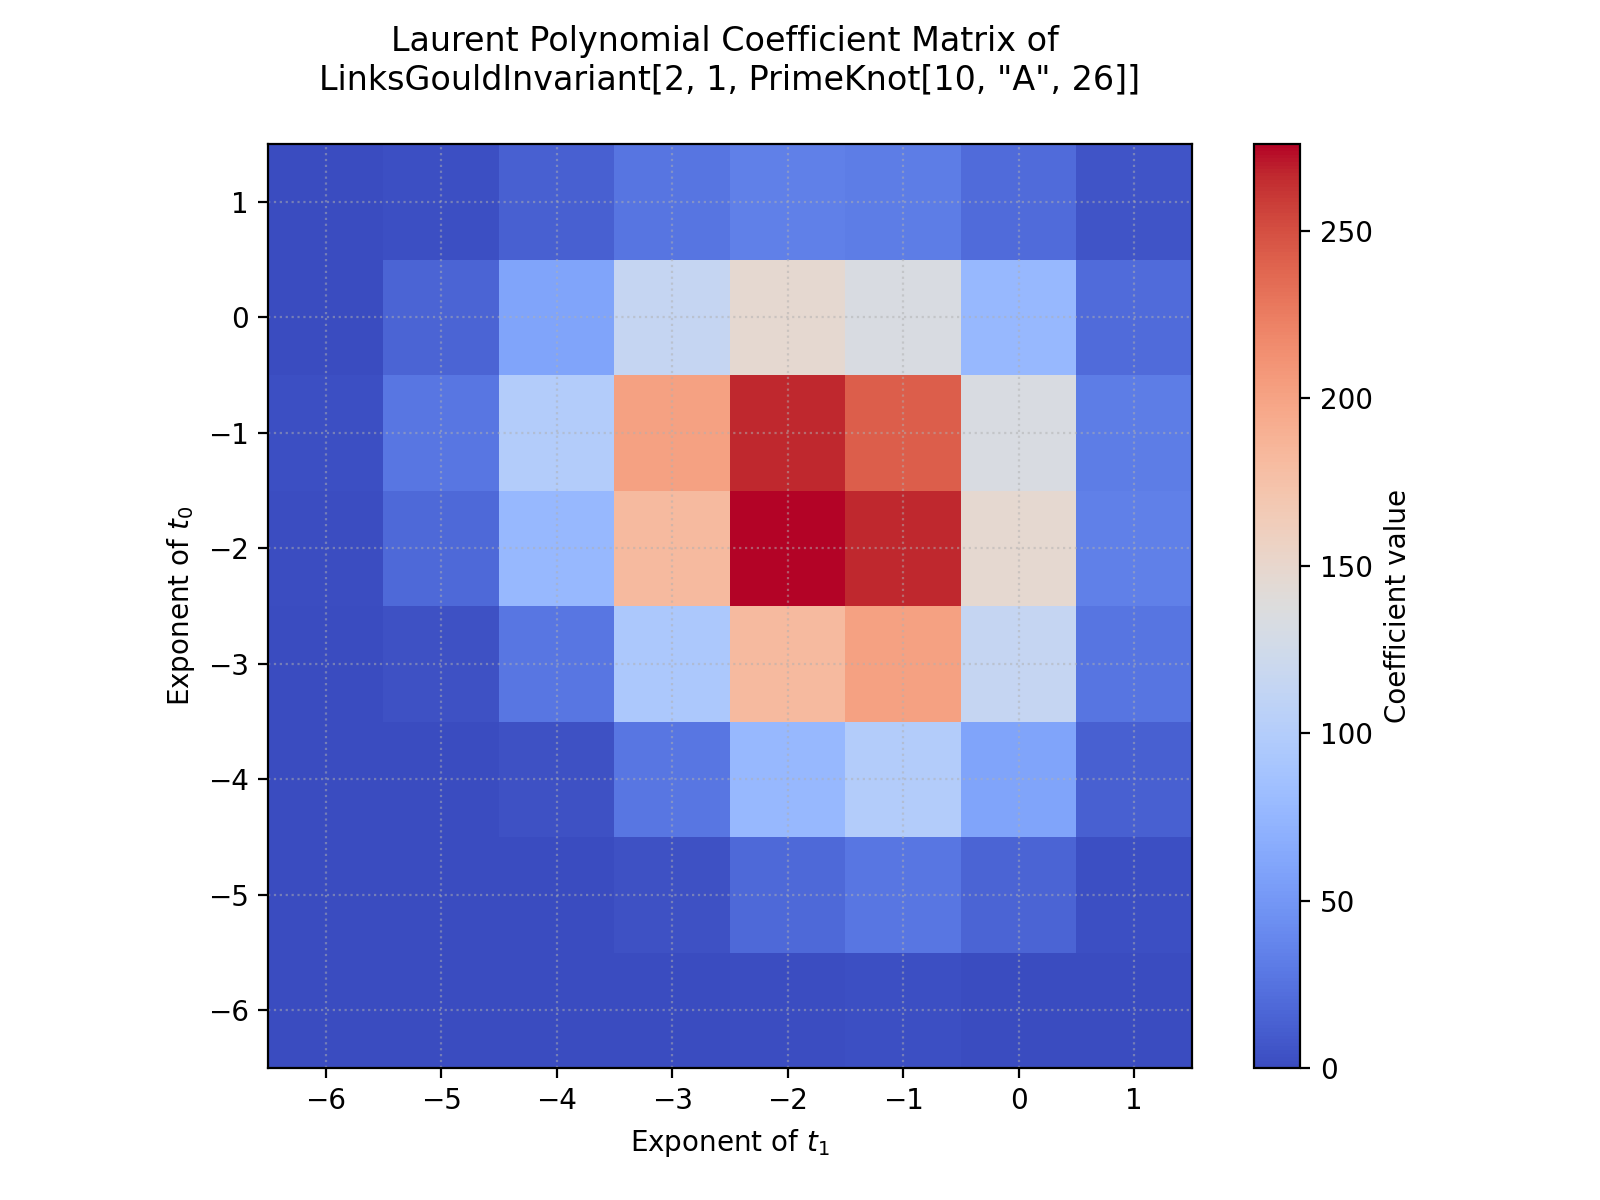 Laurent Polynomial Coefficient Matrix of
LinksGouldInvariant[2, 1, PrimeKnot[10, "A", 26]]
1
0
−1
−2
−3
−4
−5
−6
Exponent of t₀
−6 −5 −4 −3 −2 −1 0 1
Exponent of t₁
250
200
150
100
50
0
Coefficient value